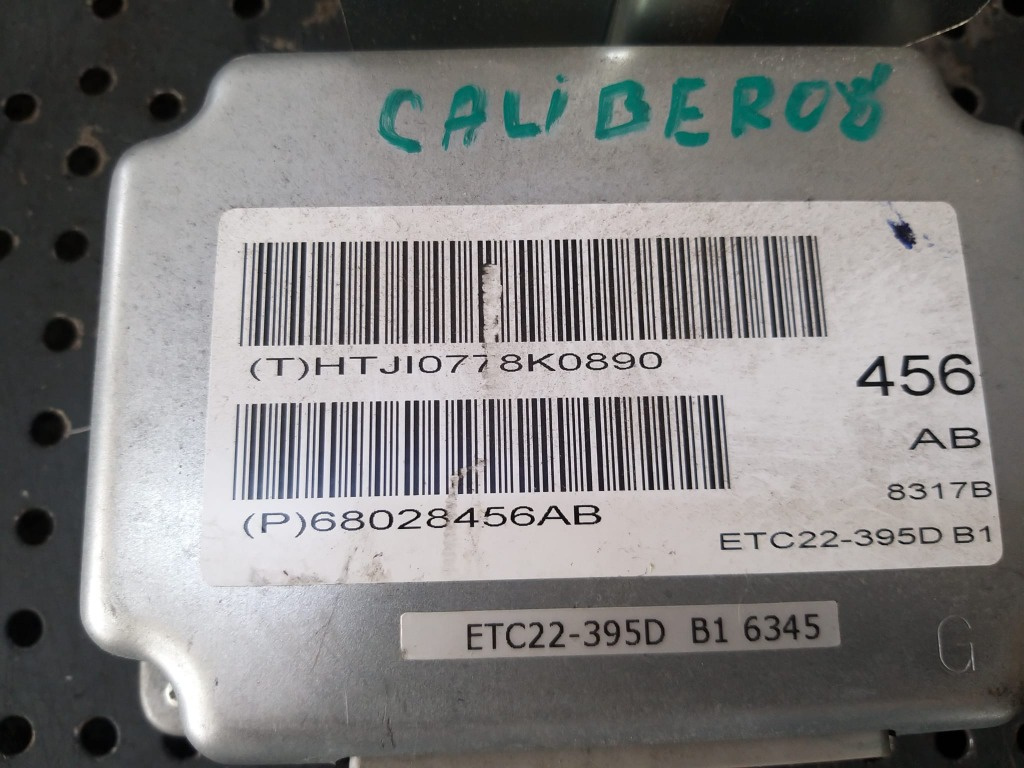 CALiBER08
(T)HTJI0778K0890
456
AB
(P)68028456AB
8317B
ETC22-395D B1
ETC22-395D B1 6345
G